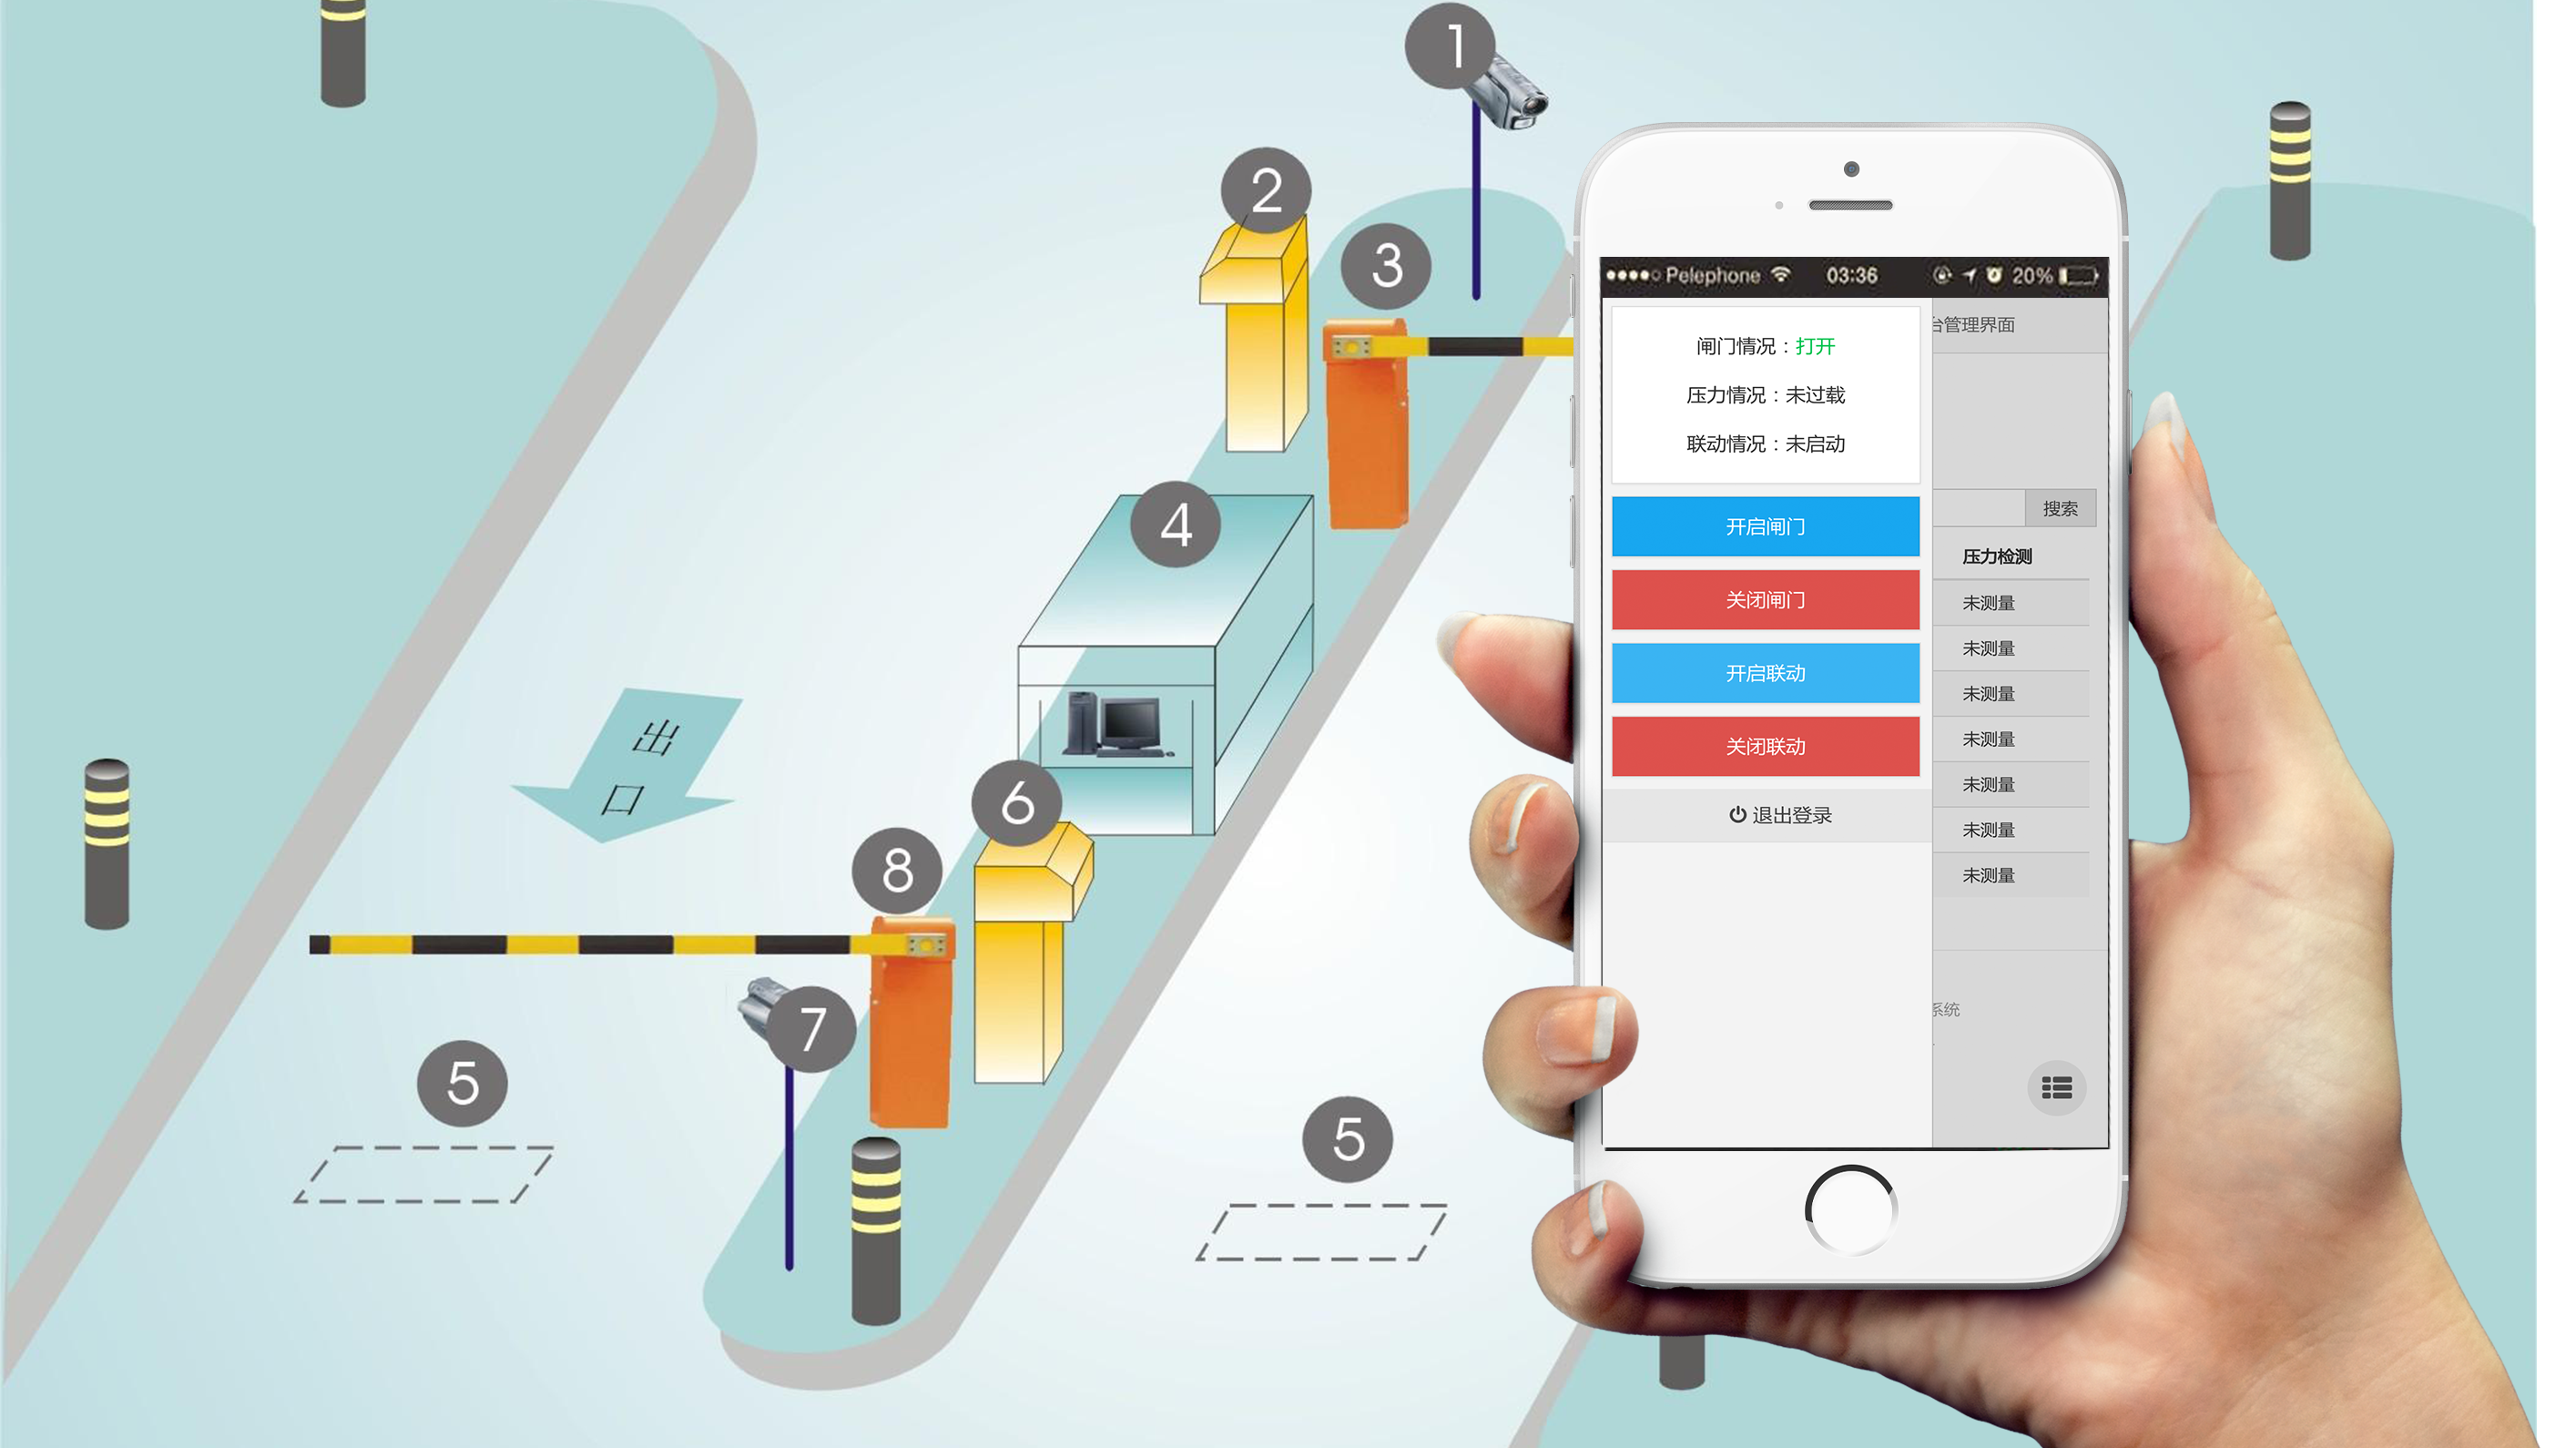 1
2
3
4
出
口
6
8
7
5
5
Pelephone 03:36 20%
闸门情况：打开
压力情况：未过载
联动情况：未启动
开启闸门
关闭闸门
开启联动
关闭联动
退出登录
台管理界面
搜索
压力检测
未测量
未测量
未测量
未测量
未测量
未测量
未测量
系统